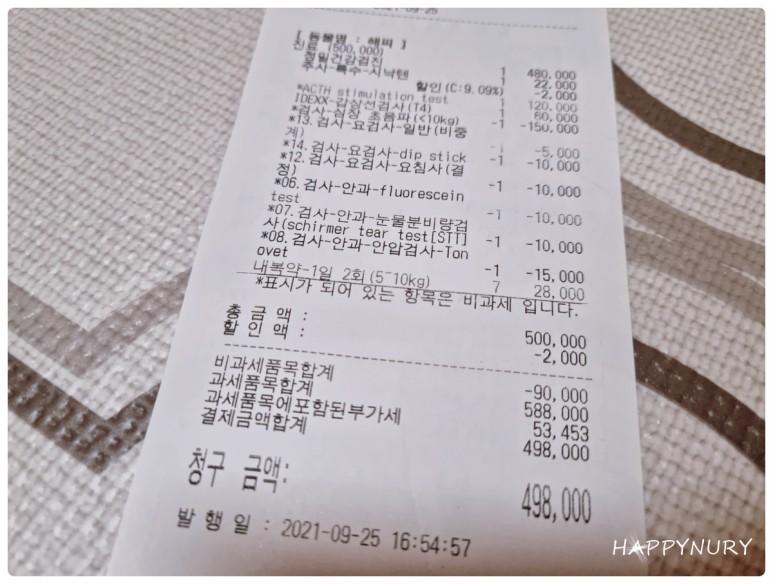 2021-09-25
[ 동물명 : 해피 ]
진료 (500,000)
정밀건강검진 1 480,000
주사-특수-시낙텐 1 22,000
할인(C:9.09%) -2,000
*ACTH stimulation test 1 120,000
IDEXX-갑상선검사(T4) 1 60,000
*검사-심장 초음파(<10kg) -1 -150,000
*13.검사-요검사-일반(비중
계) -1 -5,000
*14.검사-요검사-dip stick -1 -10,000
*12.검사-요검사-요침사(결
정) -1 -10,000
*06.검사-안과-fluorescein
test -1 -10,000
*07.검사-안과-눈물분비량검
사(schirmer tear test[STT] -1 -10,000
*08.검사-안과-안압검사-Ton
ovet -1 -15,000
내복약-1일 2회(5~10kg) 7 28,000
*표시가 되어 있는 항목은 비과세 입니다.
총 금 액 : 500,000
할 인 액 : -2,000
비과세품목합계 -90,000
과세품목합계 588,000
과세품목에포함된부가세 53,453
결제금액합계 498,000
청구 금액: 498,000
발 행 일 : 2021-09-25 16:54:57
HAPPYNURY